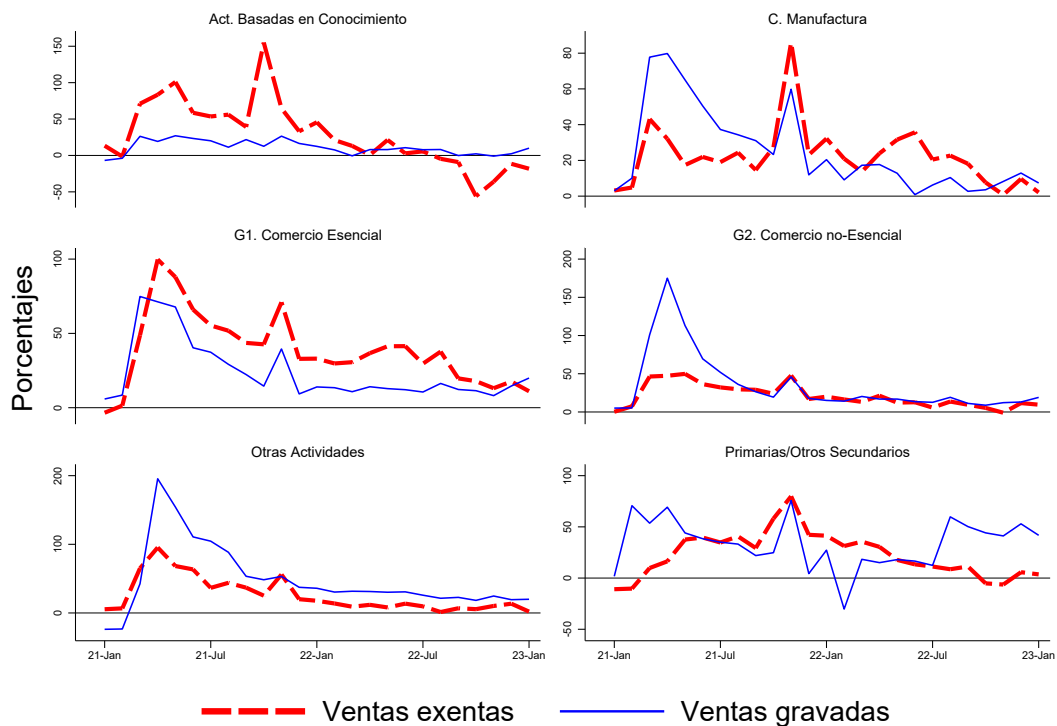 Porcentajes
Act. Basadas en Conocimiento
150
100
50
0
-50
C. Manufactura
80
60
40
20
0
G1. Comercio Esencial
100
50
0
G2. Comercio no-Esencial
200
150
100
50
0
Otras Actividades
200
100
0
21-Jan 21-Jul 22-Jan 22-Jul 23-Jan
Primarias/Otros Secundarios
100
50
0
-50
21-Jan 21-Jul 22-Jan 22-Jul 23-Jan
Ventas exentas Ventas gravadas